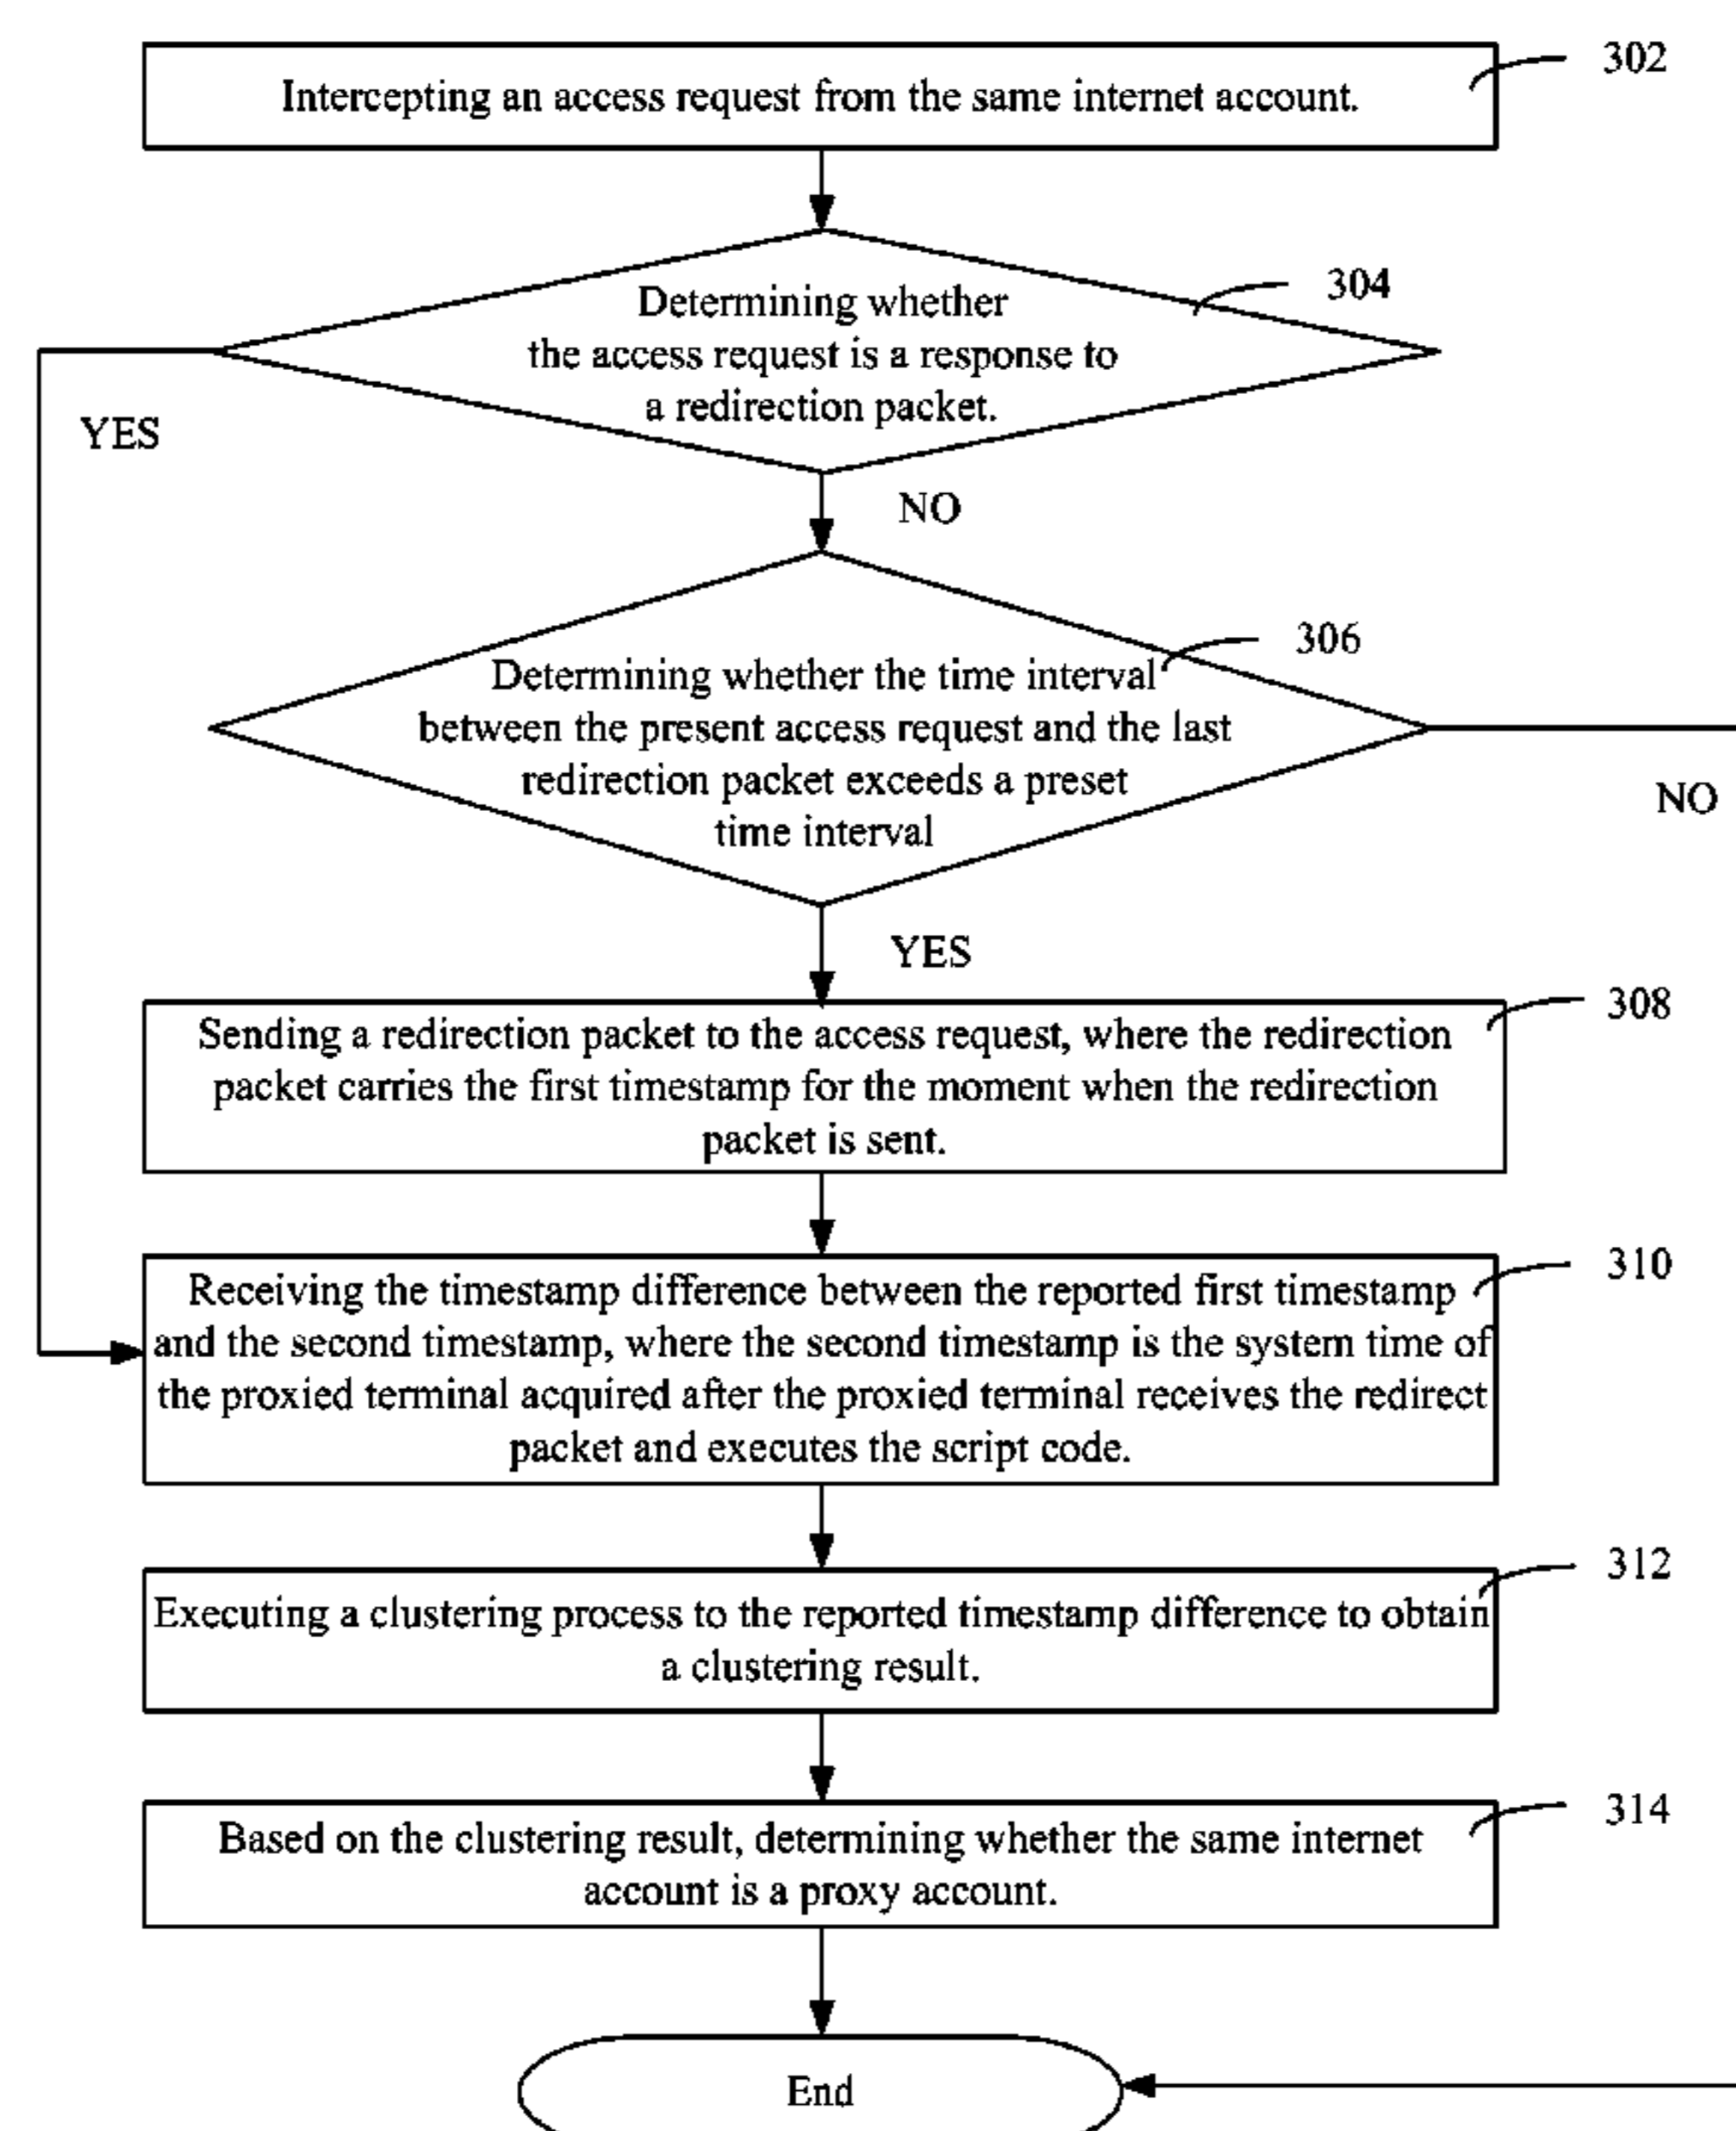 302
Intercepting an access request from the same internet account.
304
Determining whether
the access request is a response to
a redirection packet.
YES
NO
306
Determining whether the time interval
between the present access request and the last
redirection packet exceeds a preset
time interval
NO
YES
308
Sending a redirection packet to the access request, where the redirection
packet carries the first timestamp for the moment when the redirection
packet is sent.
310
Receiving the timestamp difference between the reported first timestamp
and the second timestamp, where the second timestamp is the system time of
the proxied terminal acquired after the proxied terminal receives the redirect
packet and executes the script code.
312
Executing a clustering process to the reported timestamp difference to obtain
a clustering result.
314
Based on the clustering result, determining whether the same internet
account is a proxy account.
End